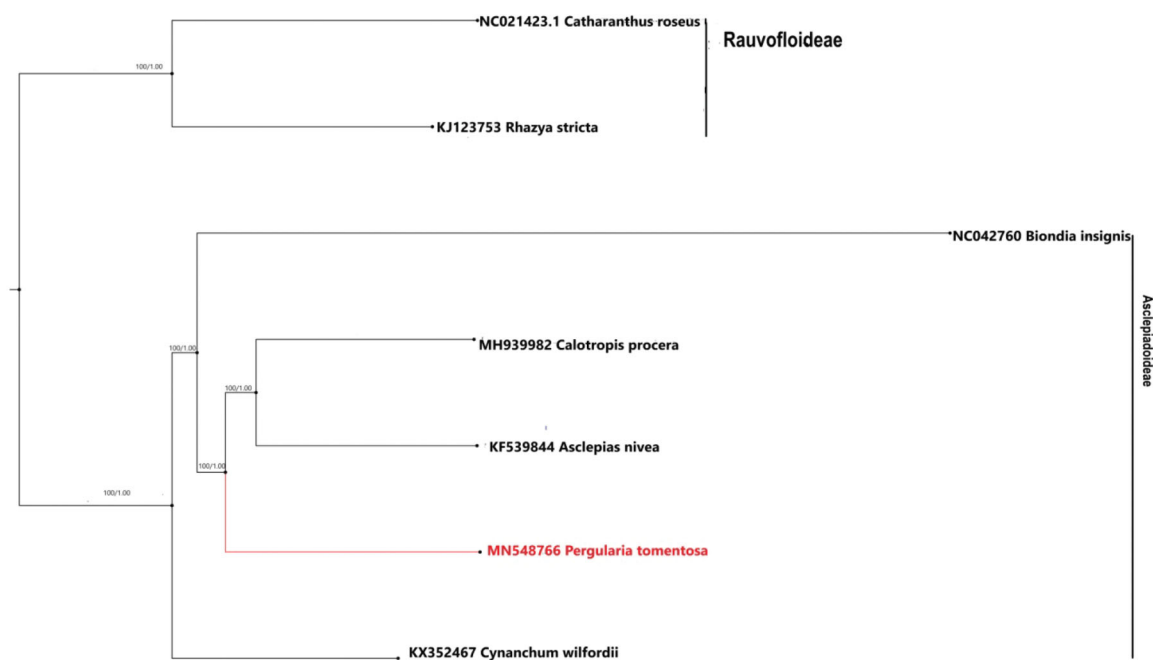 NC021423.1 Catharanthus roseus
Rauvofloideae
100/1.00
KJ123753 Rhazya stricta
NC042760 Biondia insignis
Asclepiadoideae
MH939982 Calotropis procera
100/1.00
100/1.00
KF539844 Asclepias nivea
100/1.00
100/1.00
MN548766 Pergularia tomentosa
KX352467 Cynanchum wilfordii